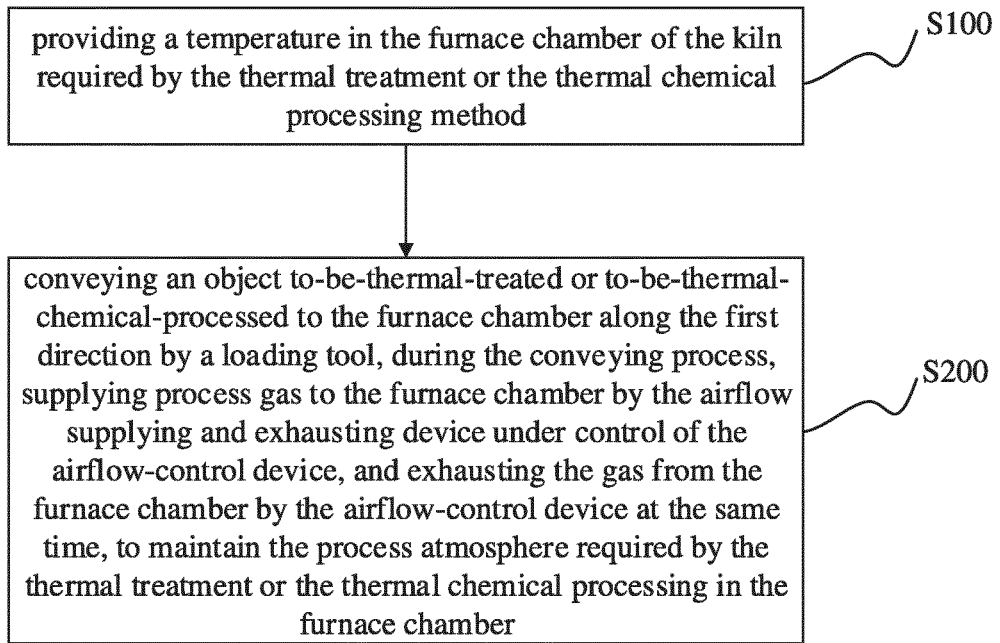 providing a temperature in the furnace chamber of the kiln
required by the thermal treatment or the thermal chemical
processing method
S100
conveying an object to-be-thermal-treated or to-be-thermal-
chemical-processed to the furnace chamber along the first
direction by a loading tool, during the conveying process,
supplying process gas to the furnace chamber by the airflow
supplying and exhausting device under control of the
airflow-control device, and exhausting the gas from the
furnace chamber by the airflow-control device at the same
time, to maintain the process atmosphere required by the
thermal treatment or the thermal chemical processing in the
furnace chamber
S200